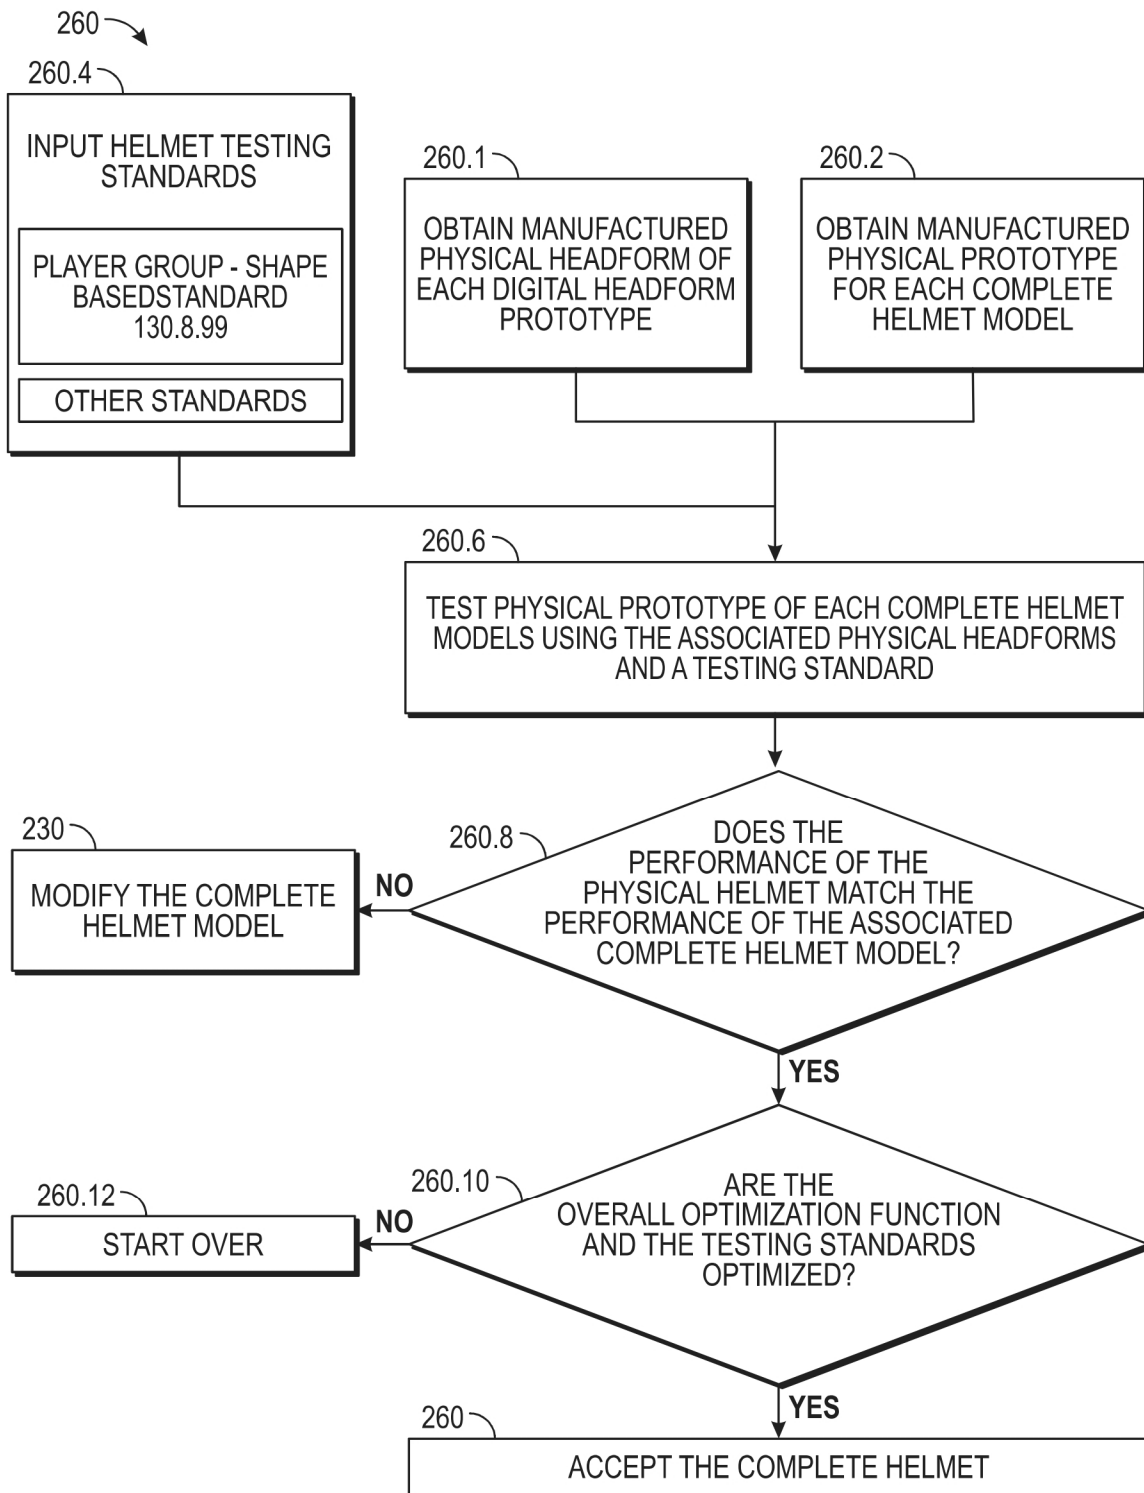 260
260.4
INPUT HELMET TESTING
STANDARDS
PLAYER GROUP - SHAPE
BASEDSTANDARD
130.8.99
OTHER STANDARDS
260.1
OBTAIN MANUFACTURED
PHYSICAL HEADFORM OF
EACH DIGITAL HEADFORM
PROTOTYPE
260.2
OBTAIN MANUFACTURED
PHYSICAL PROTOTYPE
FOR EACH COMPLETE
HELMET MODEL
260.6
TEST PHYSICAL PROTOTYPE OF EACH COMPLETE HELMET
MODELS USING THE ASSOCIATED PHYSICAL HEADFORMS
AND A TESTING STANDARD
260.8
DOES THE
PERFORMANCE OF THE
PHYSICAL HELMET MATCH THE
PERFORMANCE OF THE ASSOCIATED
COMPLETE HELMET MODEL?
NO
230
MODIFY THE COMPLETE
HELMET MODEL
YES
260.10
ARE THE
OVERALL OPTIMIZATION FUNCTION
AND THE TESTING STANDARDS
OPTIMIZED?
NO
260.12
START OVER
YES
260
ACCEPT THE COMPLETE HELMET